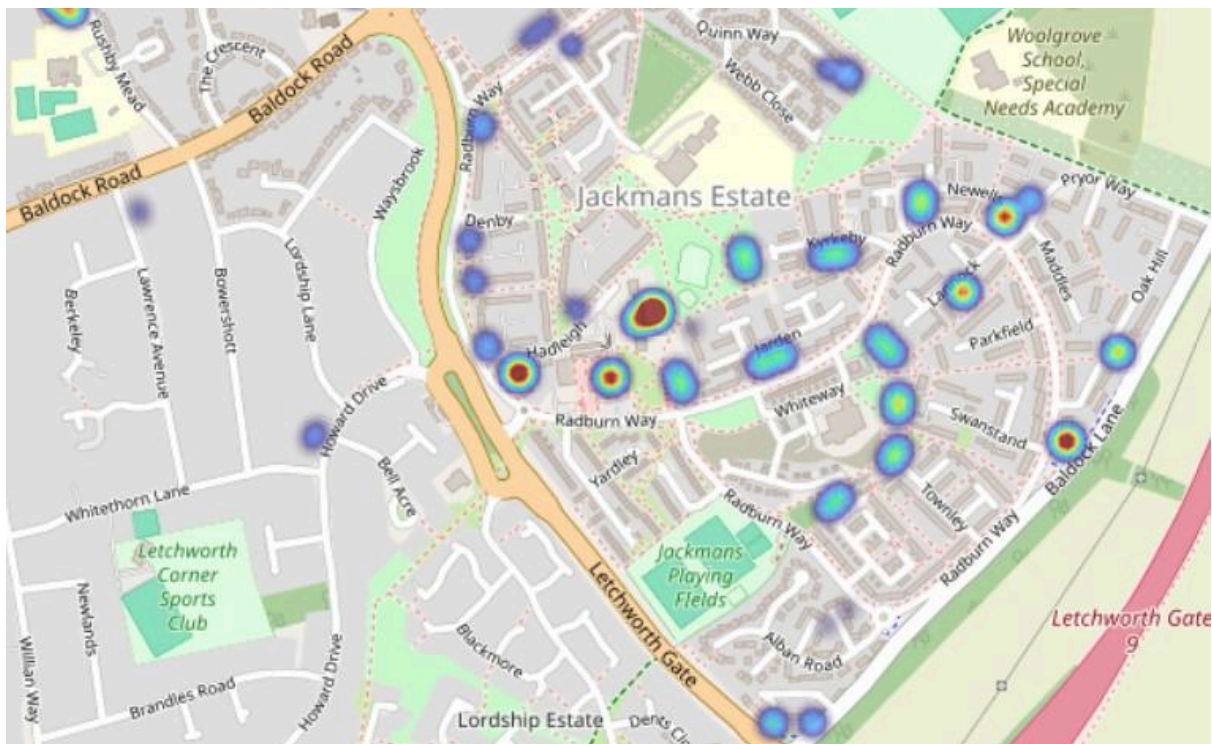 Rushby Mead
The Crescent
Baldock Road
Quinn Way
Webb Close
Woolgrove
School,
Special
Needs Academy
Baldock Road
Radburn Way
Waysbrook
Jackmans Estate
Pryor Way
Denby
Kyrkeby
Radburn Way
Maddles
Oak Hill
Berkeley
Lawrence Avenue
Bowershott
Lordship Lane
Hadleigh
Parkfield
Howard Drive
Radburn Way
Whiteway
Swanstand
Baldock Lane
Bell Acre
Yardley
Whitethorn Lane
Townley
Radburn Way
Radburn Way
Letchworth
Corner
Sports
Club
Jackmans
Playing
Fields
Letchworth Gate
Letchworth Gate
9
Newlands
Willian Way
Blackmore
Alban Road
Brandles Road
Howard Drive
Lordship Estate